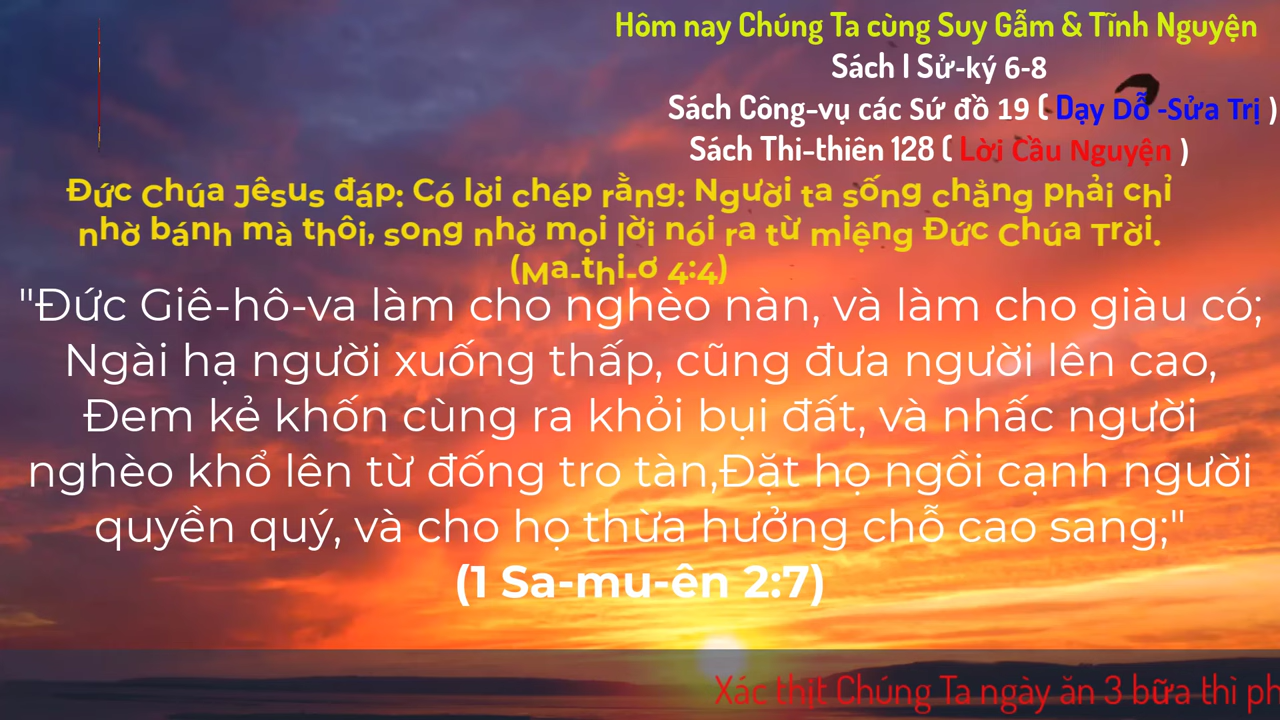 Hôm nay Chúng Ta cùng Suy Gẫm & Tĩnh Nguyện
Sách I Sử-ký 6-8
Sách Công-vụ các Sứ đồ 19 ( Dạy Dỗ -Sửa Trị )
Sách Thi-thiên 128 ( Lời Cầu Nguyện )
Đức Chúa Jêsus đáp: Có lời chép rằng: Người ta sống chẳng phải chỉ
nhờ bánh mà thôi, song nhờ mọi lời nói ra từ miệng Đức Chúa Trời.
(Ma-thi-ơ 4:4)
"Đức Giê-hô-va làm cho nghèo nàn, và làm cho giàu có;
Ngài hạ người xuống thấp, cũng đưa người lên cao,
Đem kẻ khốn cùng ra khỏi bụi đất, và nhấc người
nghèo khổ lên từ đống tro tàn,Đặt họ ngồi cạnh người
quyền quý, và cho họ thừa hưởng chỗ cao sang;"
(1 Sa-mu-ên 2:7)
Xác thịt Chúng Ta ngày ăn 3 bữa thì ph